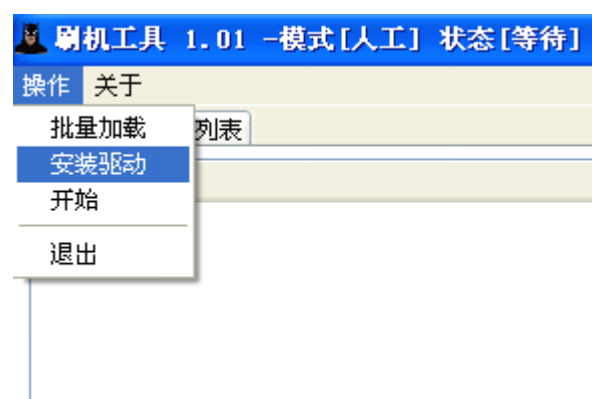 刷机工具 1.01 -模式[人工] 状态[等待]
操作 关于
批量加载 列表
安装驱动
开始
退出